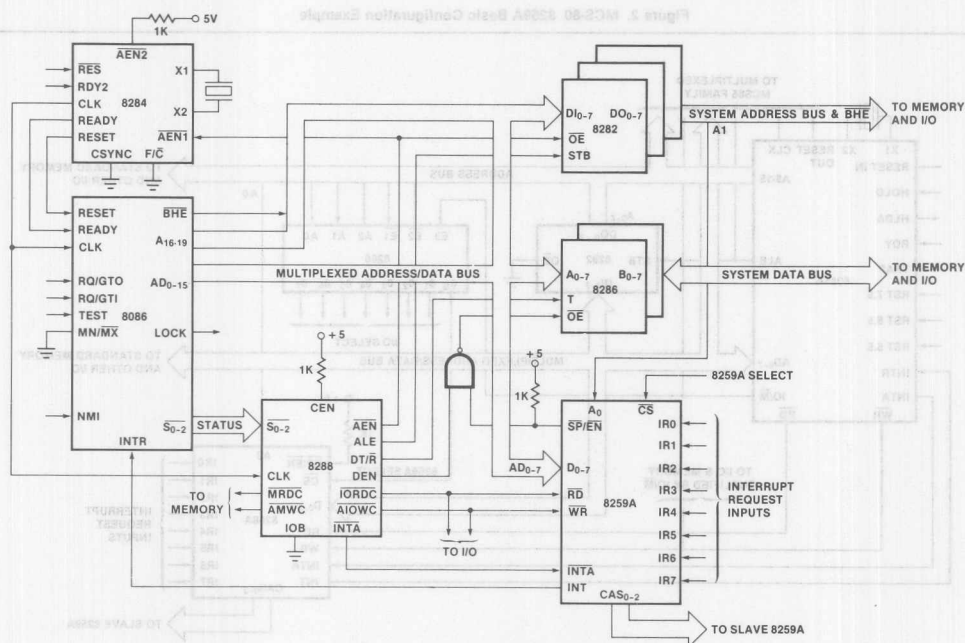 5V
1K
AEN2
RES
RDY2
CLK
READY
RESET
8284
X1
X2
AEN1
CSYNC
F/C
DI0-7
DO0-7
8282
OE
STB
SYSTEM ADDRESS BUS & BHE
A1
TO MEMORY
AND I/O
RESET
READY
CLK
RQ/GTO
RQ/GTI
TEST
MN/MX
NMI
8086
BHE
A16-19
AD0-15
LOCK
S0-2
INTR
MULTIPLEXED ADDRESS/DATA BUS
A0-7
B0-7
8286
T
OE
SYSTEM DATA BUS
TO MEMORY
AND I/O
+5
1K
STATUS
CEN
S0-2
8288
CLK
MRDC
AMWC
IOB
AEN
ALE
DT/R
DEN
IORDC
AIOWC
INTA
TO
MEMORY
TO I/O
+5
1K
8259A SELECT
A0
CS
SP/EN
D0-7
AD0-7
RD
WR
8259A
INTA
INT
CAS0-2
IR0
IR1
IR2
IR3
IR4
IR5
IR6
IR7
INTERRUPT
REQUEST
INPUTS
TO SLAVE 8259A